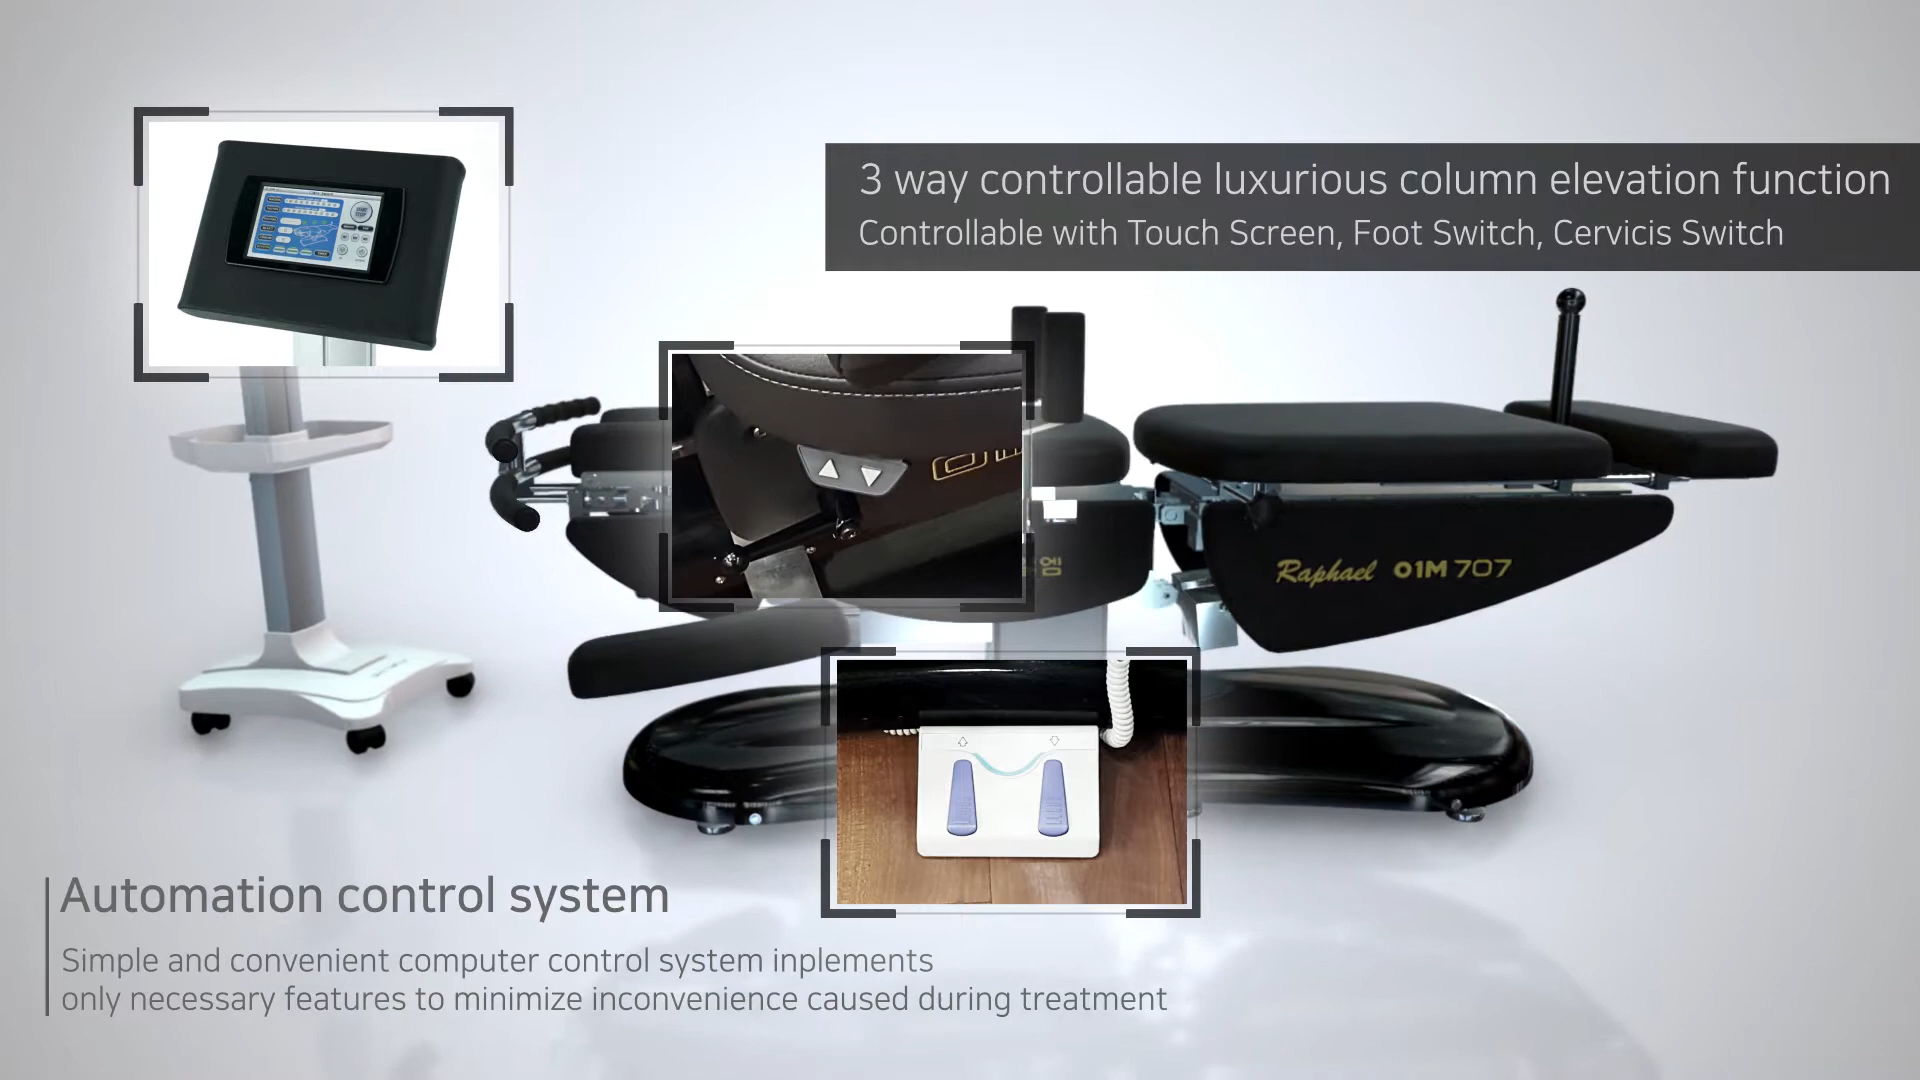 3 way controllable luxurious column elevation function
Controllable with Touch Screen, Foot Switch, Cervicis Switch
Raphael O1M 707
Automation control system
Simple and convenient computer control system inplements
only necessary features to minimize inconvenience caused during treatment